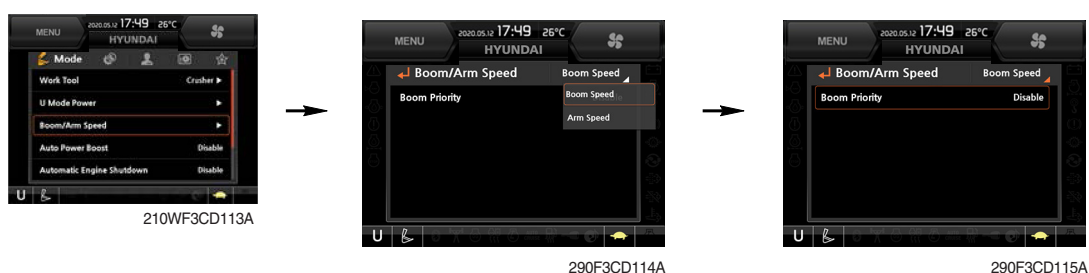 MENU
2020.05.12 17:49 26°C
HYUNDAI
Mode
Work Tool Crusher ▶
U Mode Power ▶
Boom/Arm Speed ▶
Auto Power Boost Disable
Automatic Engine Shutdown Disable
U
210WF3CD113A
MENU
2020.05.12 17:49 26°C
HYUNDAI
Boom/Arm Speed Boom Speed
Boom Priority
Boom Speed
Arm Speed
U
290F3CD114A
MENU
2020.05.12 17:49 26°C
HYUNDAI
Boom/Arm Speed Boom Speed
Boom Priority Disable
U
290F3CD115A